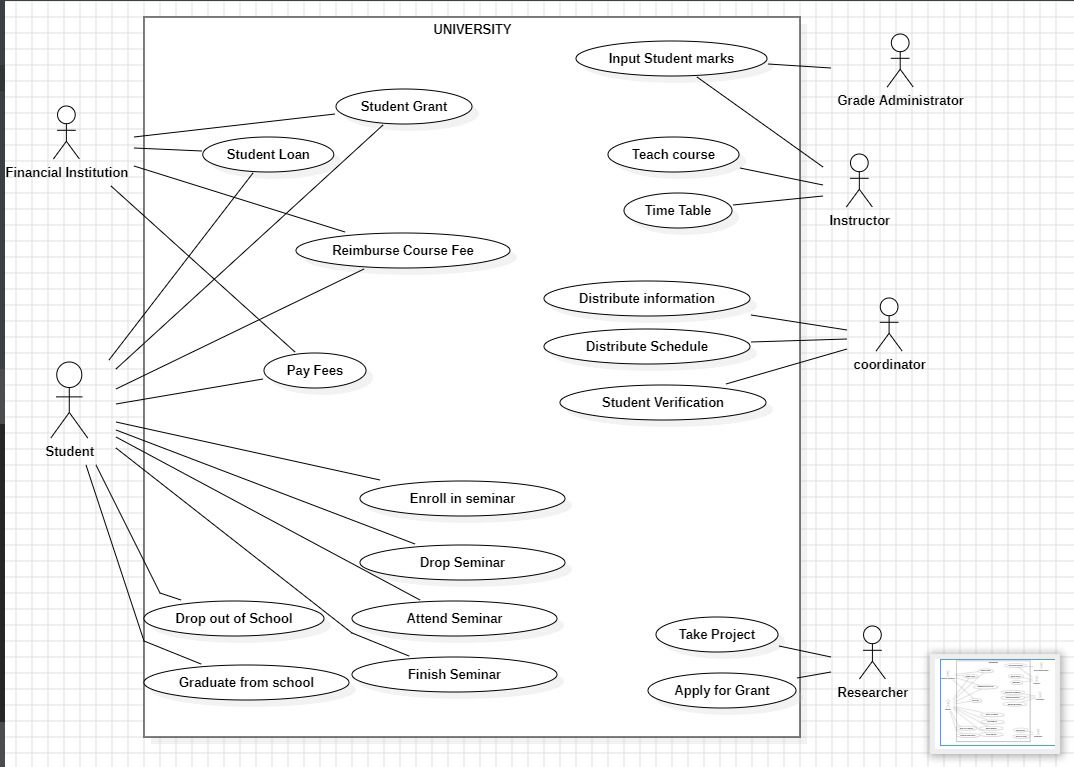 UNIVERSITY
Input Student marks
Grade Administrator
Student Grant
Student Loan
Financial Institution
Teach course
Time Table
Instructor
Reimburse Course Fee
Distribute information
Distribute Schedule
coordinator
Pay Fees
Student Verification
Student
Enroll in seminar
Drop Seminar
Drop out of School
Attend Seminar
Take Project
Graduate from school
Finish Seminar
Apply for Grant
Researcher